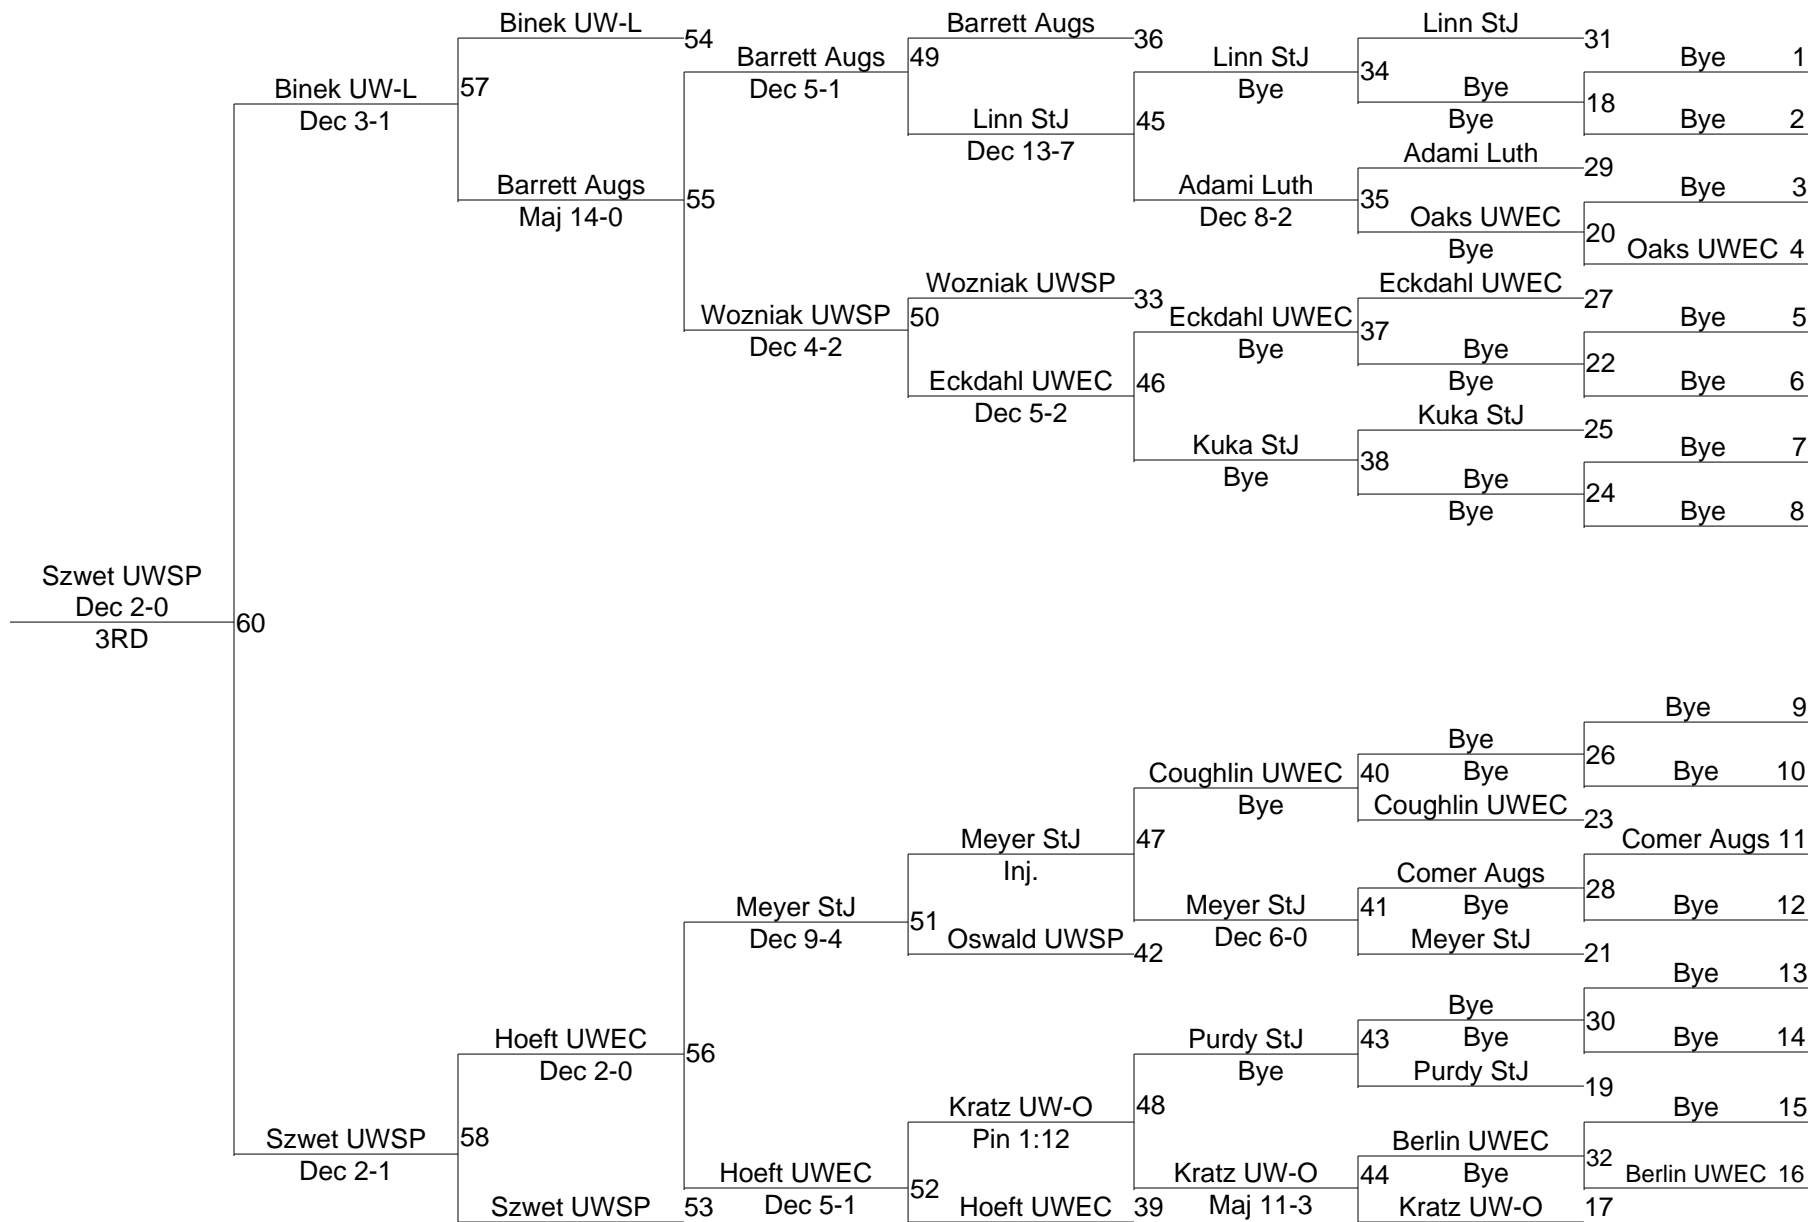 Binek UW-L
54
Barrett Augs
36
Linn StJ
31
Bye 1
Barrett Augs
49
Dec 5-1
Linn StJ
34
Bye
Bye
Bye
18
Bye 2
Binek UW-L
57
Dec 3-1
Linn StJ
45
Dec 13-7
Adami Luth
29
Bye 3
Barrett Augs
55
Maj 14-0
Adami Luth
35
Dec 8-2
Oaks UWEC
20
Bye
Oaks UWEC 4
Wozniak UWSP
33
Eckdahl UWEC
27
Bye 5
Wozniak UWSP
50
Dec 4-2
Eckdahl UWEC
37
Bye
Bye
22
Bye
Bye 6
Eckdahl UWEC
46
Dec 5-2
Kuka StJ
25
Bye 7
Kuka StJ
38
Bye
Bye
24
Bye
Bye 8
Szwet UWSP
Dec 2-0
60
3RD
Bye 9
Bye
26
Coughlin UWEC
40
Bye
Bye 10
Bye
Coughlin UWEC
23
Meyer StJ
47
Inj.
Comer Augs 11
Comer Augs
28
Bye
Meyer StJ
51
Dec 9-4
Meyer StJ
41
Dec 6-0
Bye 12
Oswald UWSP
42
Meyer StJ
21
Bye 13
Bye
30
Bye
Hoeft UWEC
56
Dec 2-0
Purdy StJ
43
Bye
Bye 14
Purdy StJ
19
Kratz UW-O
48
Pin 1:12
Bye 15
Szwet UWSP
58
Dec 2-1
Berlin UWEC
32
Bye
Hoeft UWEC
52
Dec 5-1
Kratz UW-O
44
Maj 11-3
Berlin UWEC 16
Szwet UWSP
53
Hoeft UWEC
39
Kratz UW-O
17